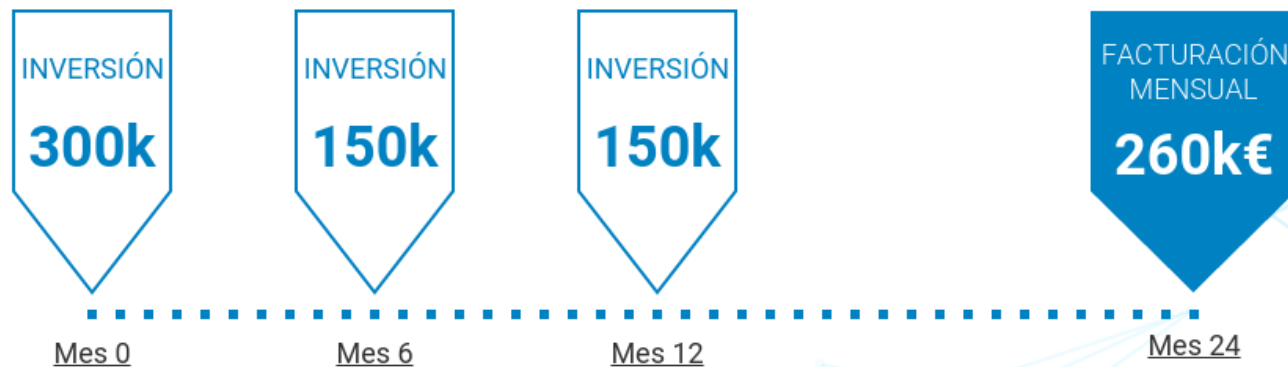 INVERSIÓN
300k
INVERSIÓN
150k
INVERSIÓN
150k
FACTURACIÓN
MENSUAL
260k€
Mes 0
Mes 6
Mes 12
Mes 24